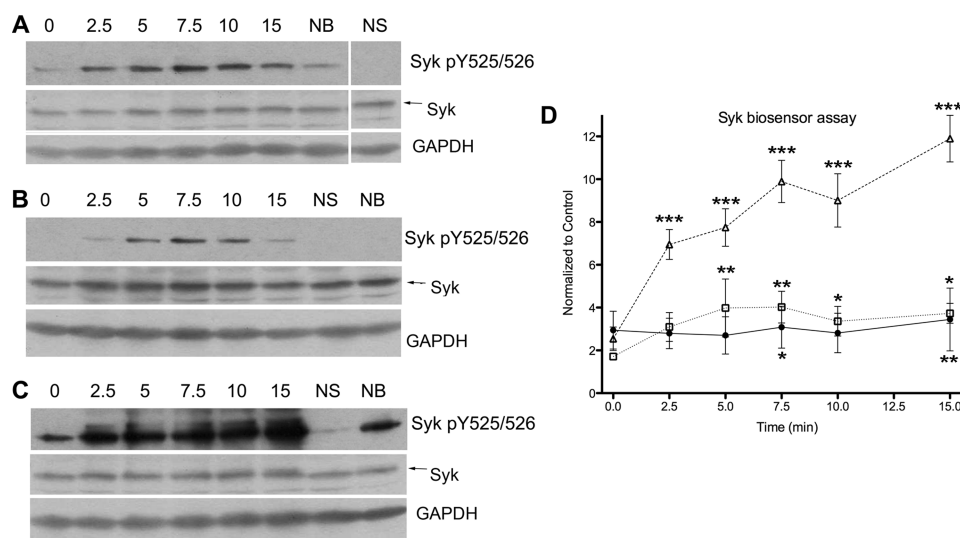 A
0 2.5 5 7.5 10 15 NB NS
Syk pY525/526
Syk
GAPDH
B
0 2.5 5 7.5 10 15 NS NB
Syk pY525/526
Syk
GAPDH
C
0 2.5 5 7.5 10 15 NS NB
Syk pY525/526
Syk
GAPDH
D
Syk biosensor assay
Normalized to Control
12
10
8
6
4
2
0
*** *** *** *** ***
** ** * *
* **
0.0 2.5 5.0 7.5 10.0 12.5 15.0
Time (min)